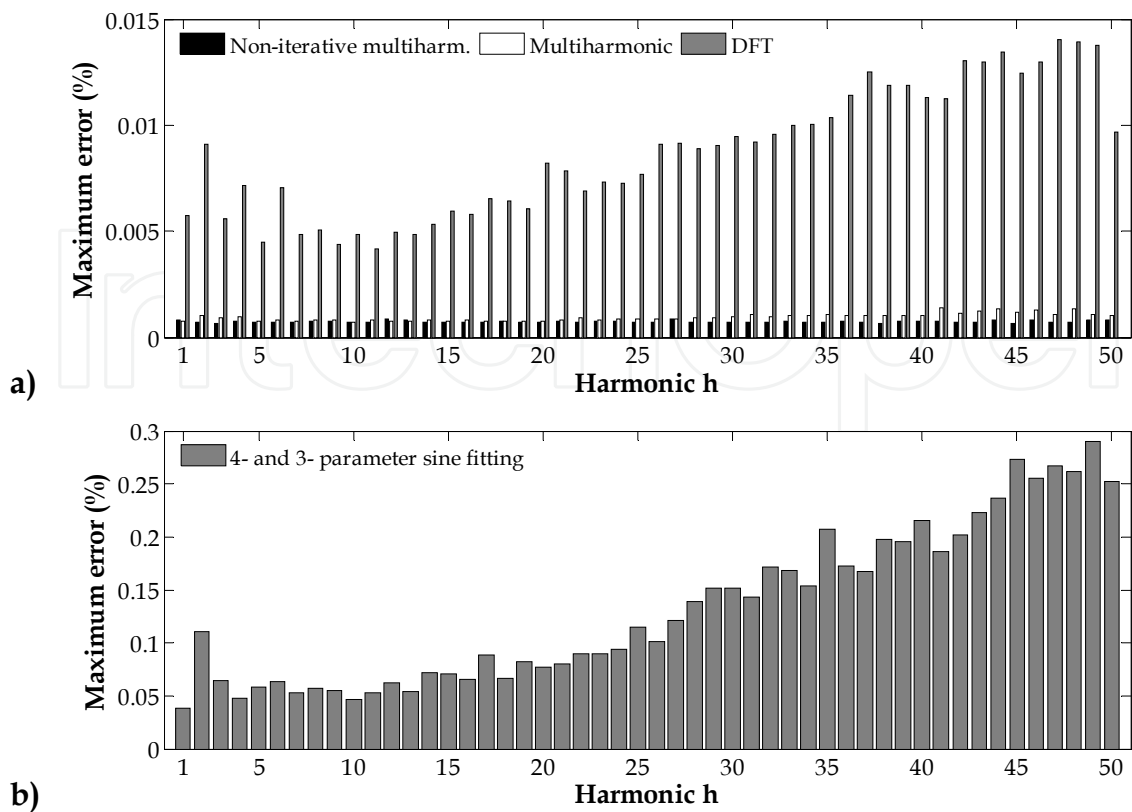 0.015
Non-iterative multiharm. Multiharmonic DFT
0.01
0.005
0
Maximum error (%)
1 5 10 15 20 25 30 35 40 45 50
Harmonic h
a)
IntechOpen
0.3
4- and 3- parameter sine fitting
0.25
0.2
0.15
0.1
0.05
0
Maximum error (%)
1 5 10 15 20 25 30 35 40 45 50
Harmonic h
b)